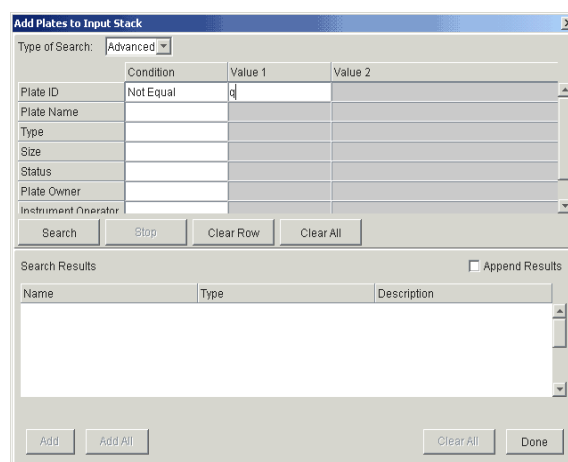 Add Plates to Input Stack
Type of Search: Advanced
Condition Value 1 Value 2
Plate ID Not Equal q
Plate Name
Type
Size
Status
Plate Owner
Instrument Operator
Search Stop Clear Row Clear All
Search Results Append Results
Name Type Description
Add Add All Clear All Done